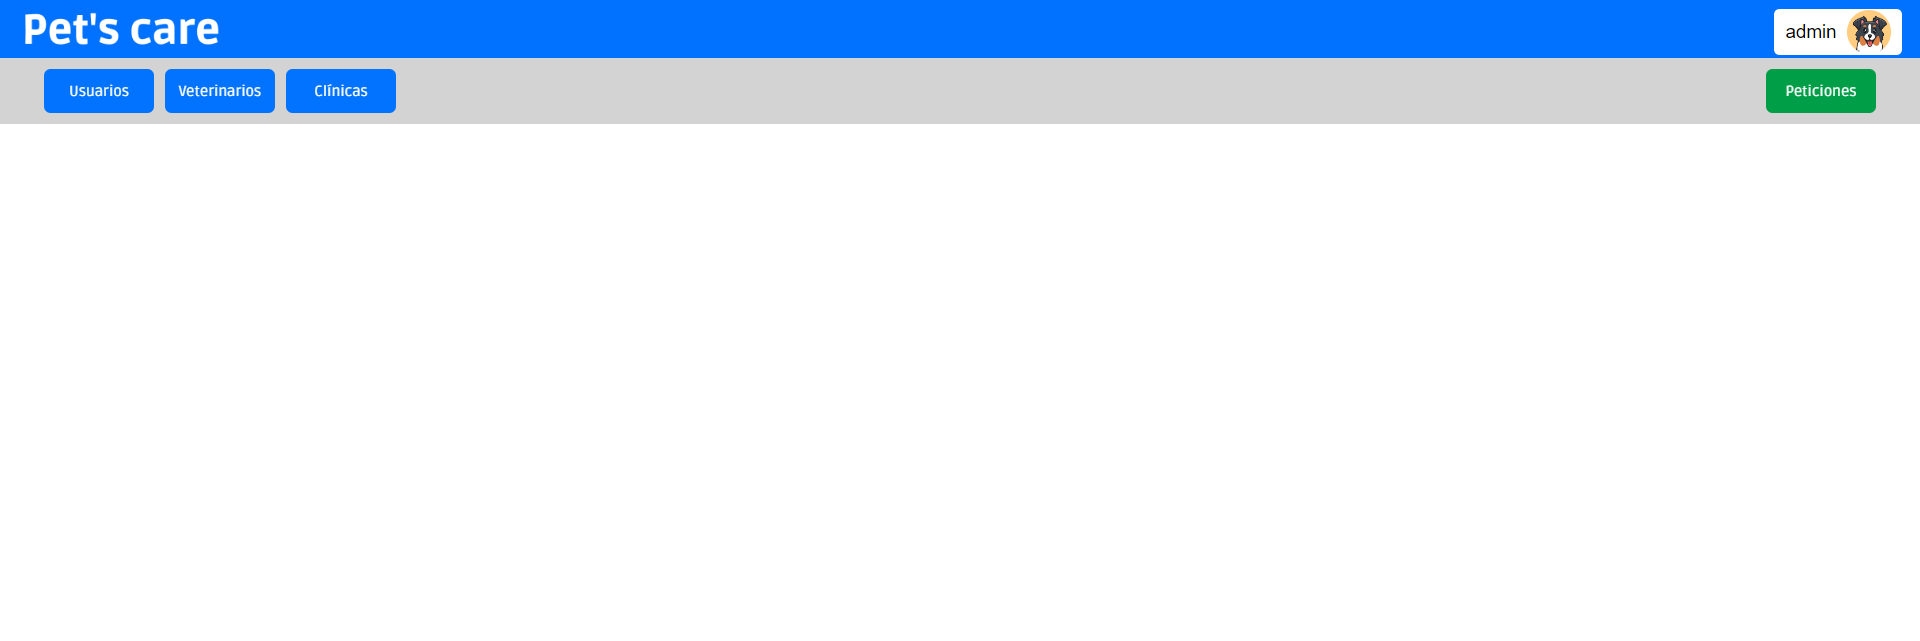 Pet's care
admin
Usuarios
Veterinarios
Clínicas
Peticiones